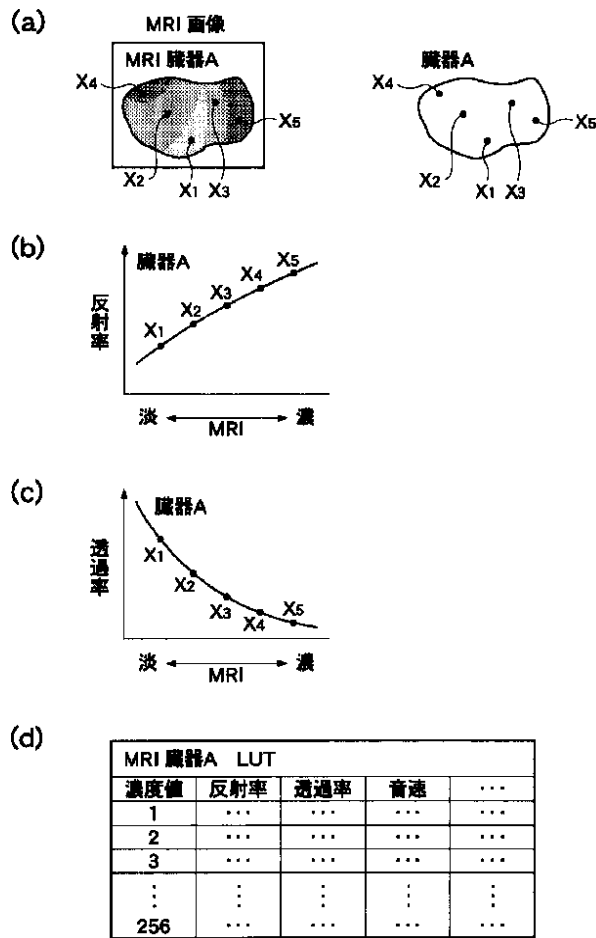 (a)
MRI 画像
MRI 臓器A
X4
X5
X2
X1
X3
臓器A
X4
X5
X2
X1
X3
(b)
臓器A
反射率
X1
X2
X3
X4
X5
淡
MRI
濃
(c)
臓器A
透過率
X1
X2
X3
X4
X5
淡
MRI
濃
(d)
MRI 臓器A LUT
濃度値 反射率 透過率 音速 ···
1 ··· ··· ··· ···
2 ··· ··· ··· ···
3 ··· ··· ··· ···
⋮ ⋮ ⋮ ⋮ ⋮
256 ··· ··· ··· ···